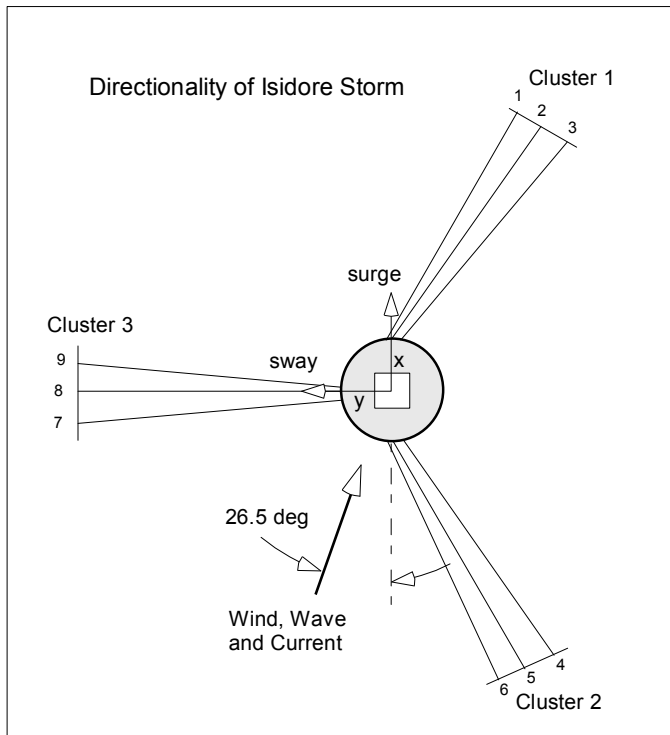 Directionality of Isidore Storm
Cluster 1
1
2
3
surge
Cluster 3
9
8
7
sway
x
y
26.5 deg
Wind, Wave
and Current
4
5
6
Cluster 2